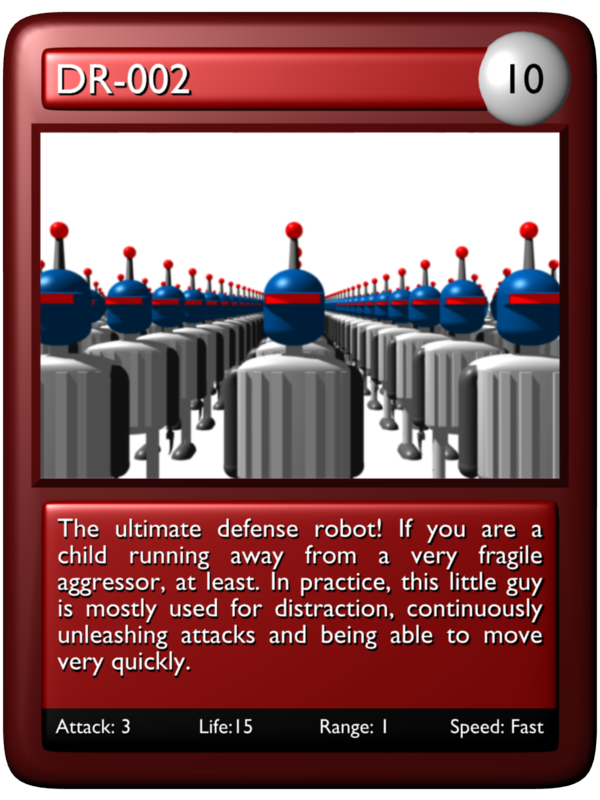 DR-002
10
The ultimate defense robot! If you are a
child running away from a very fragile
aggressor, at least. In practice, this little guy
is mostly used for distraction, continuously
unleashing attacks and being able to move
very quickly.
Attack: 3 Life:15 Range: 1 Speed: Fast